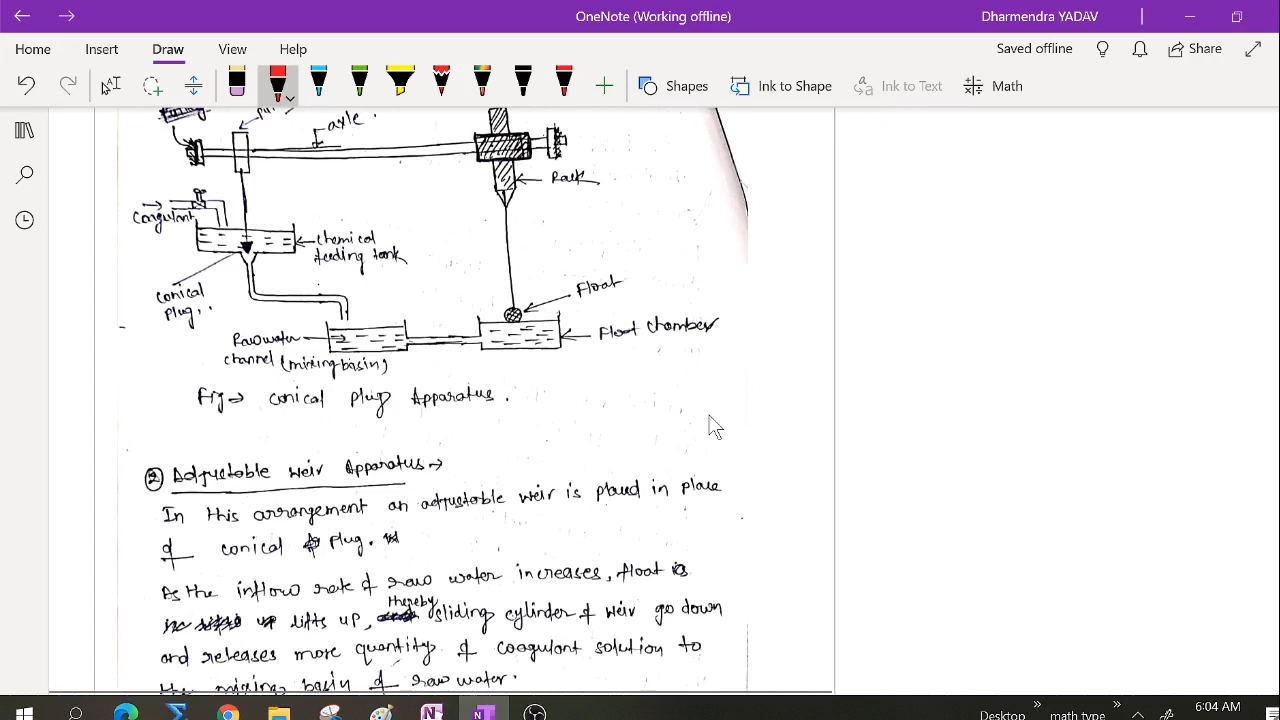 OneNote (Working offline)
Dharmendra YADAV
Home
Insert
Draw
View
Help
Saved offline
Share
Shapes
Ink to Shape
Ink to Text
Math
axle
Rack
Coagulant
chemical
feeding tank
conical
plug
Float
Float chamber
Raw water
channel (mixing basin)
Fig → conical plug Apparatus.
② Adjustable weir Apparatus →
In this arrangement an adjustable weir is placed in place
of conical plug.
As the inflow rate of raw water increases, float
lifts up, thereby sliding cylinder of weir go down
and releases more quantity of coagulant solution to
the mixing basin of raw water.
Desktop
math type
6:04 AM